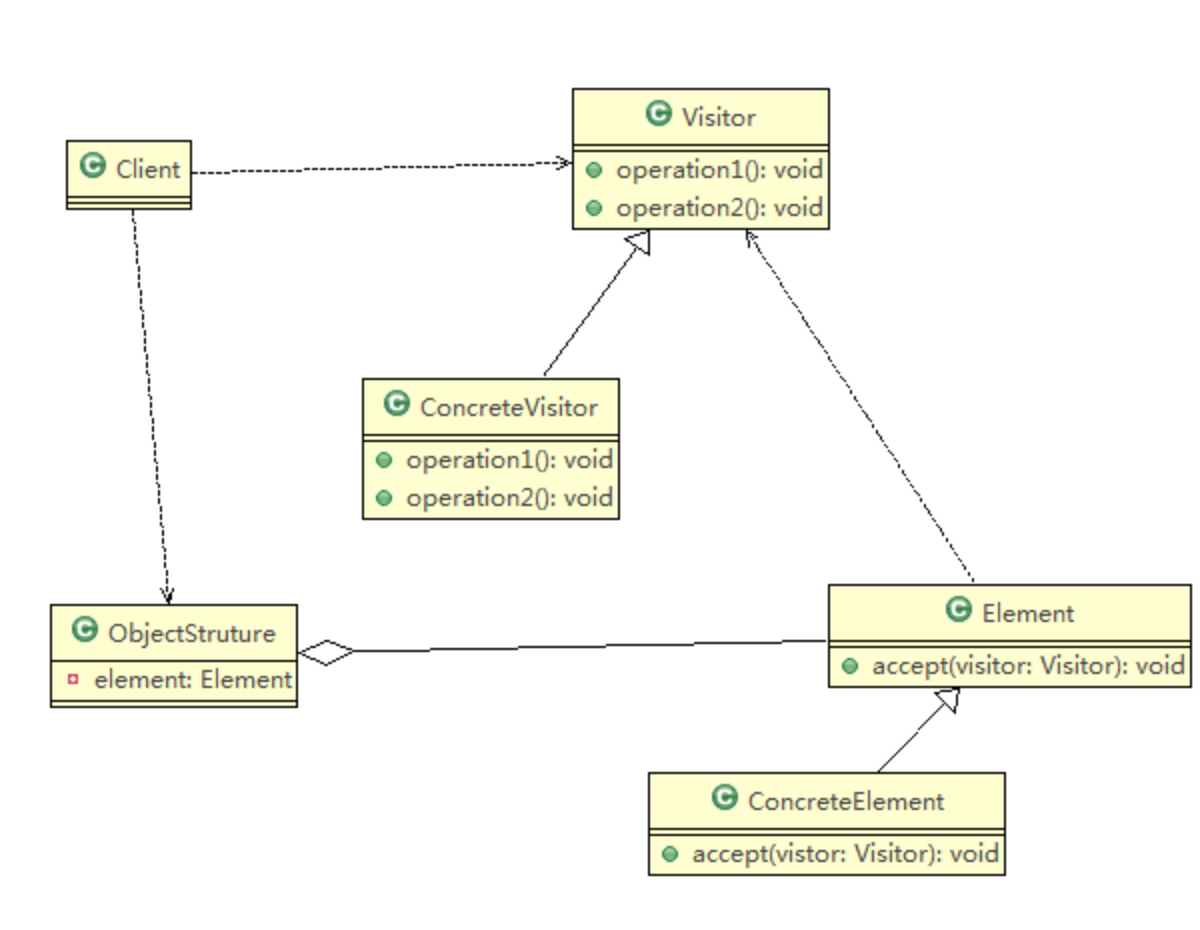 Visitor
operation1(): void
operation2(): void
Client
ConcreteVisitor
operation1(): void
operation2(): void
ObjectStruture
element: Element
Element
accept(visitor: Visitor): void
ConcreteElement
accept(vistor: Visitor): void